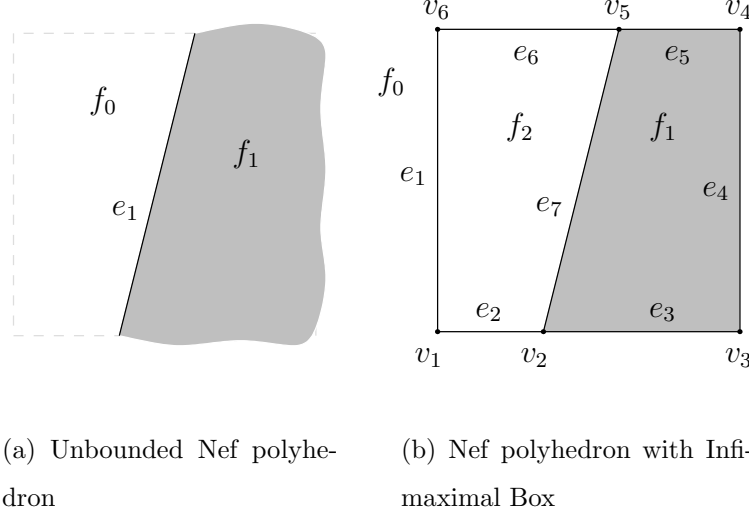 f₀
f₁
e₁
v₆ v₅ v₄
e₆ e₅
f₀
f₂ f₁
e₁ e₄
e₇
e₂ e₃
v₁ v₂ v₃
(a) Unbounded Nef polyhe-
dron
(b) Nef polyhedron with Infi-
maximal Box